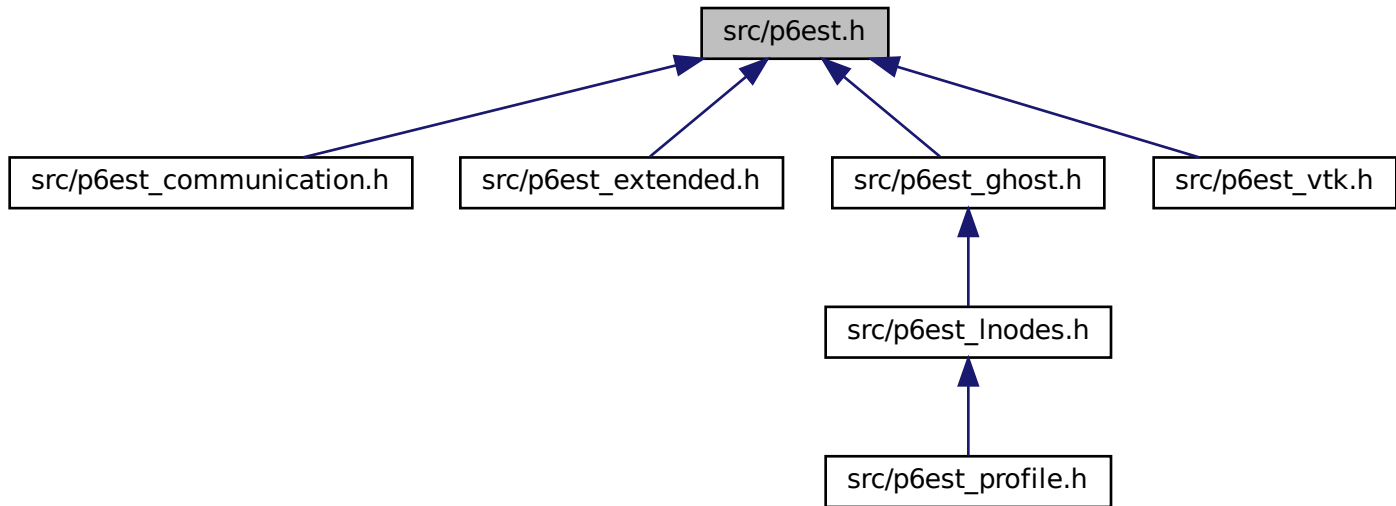 src/p6est.h
src/p6est_communication.h
src/p6est_extended.h
src/p6est_ghost.h
src/p6est_vtk.h
src/p6est_lnodes.h
src/p6est_profile.h